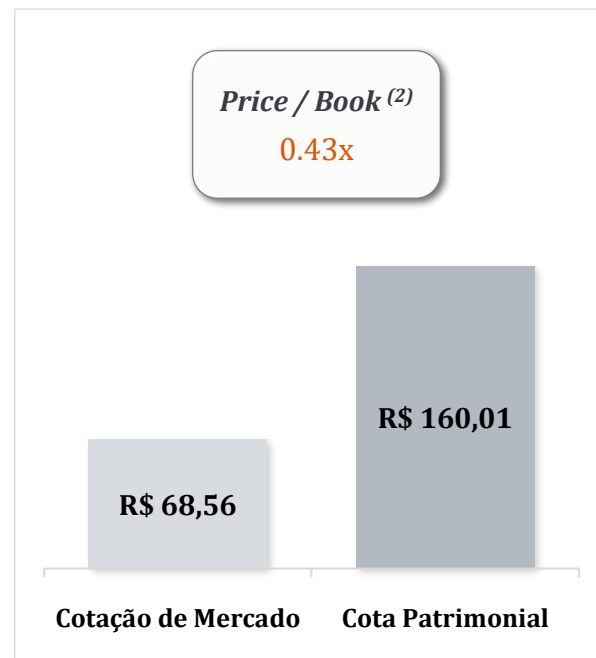 Price / Book (2)
0.43x
R$ 160,01
R$ 68,56
Cotação de Mercado
Cota Patrimonial